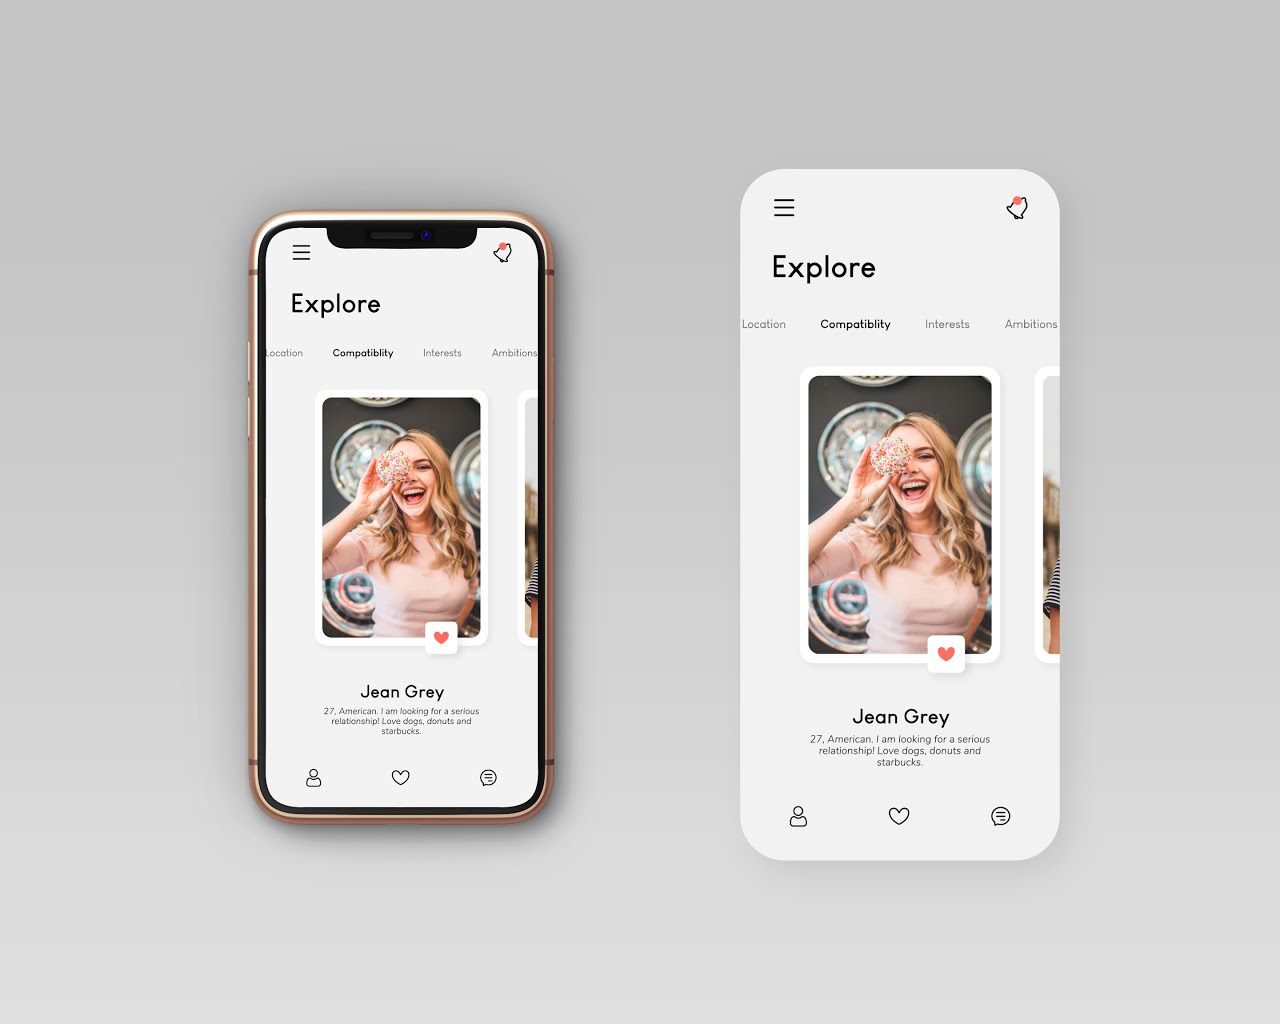 Explore
Location Compatiblity Interests Ambitions
Jean Grey
27, American. I am looking for a serious
relationship! Love dogs, donuts and
starbucks.
Explore
Location Compatiblity Interests Ambitions
Jean Grey
27, American. I am looking for a serious
relationship! Love dogs, donuts and
starbucks.